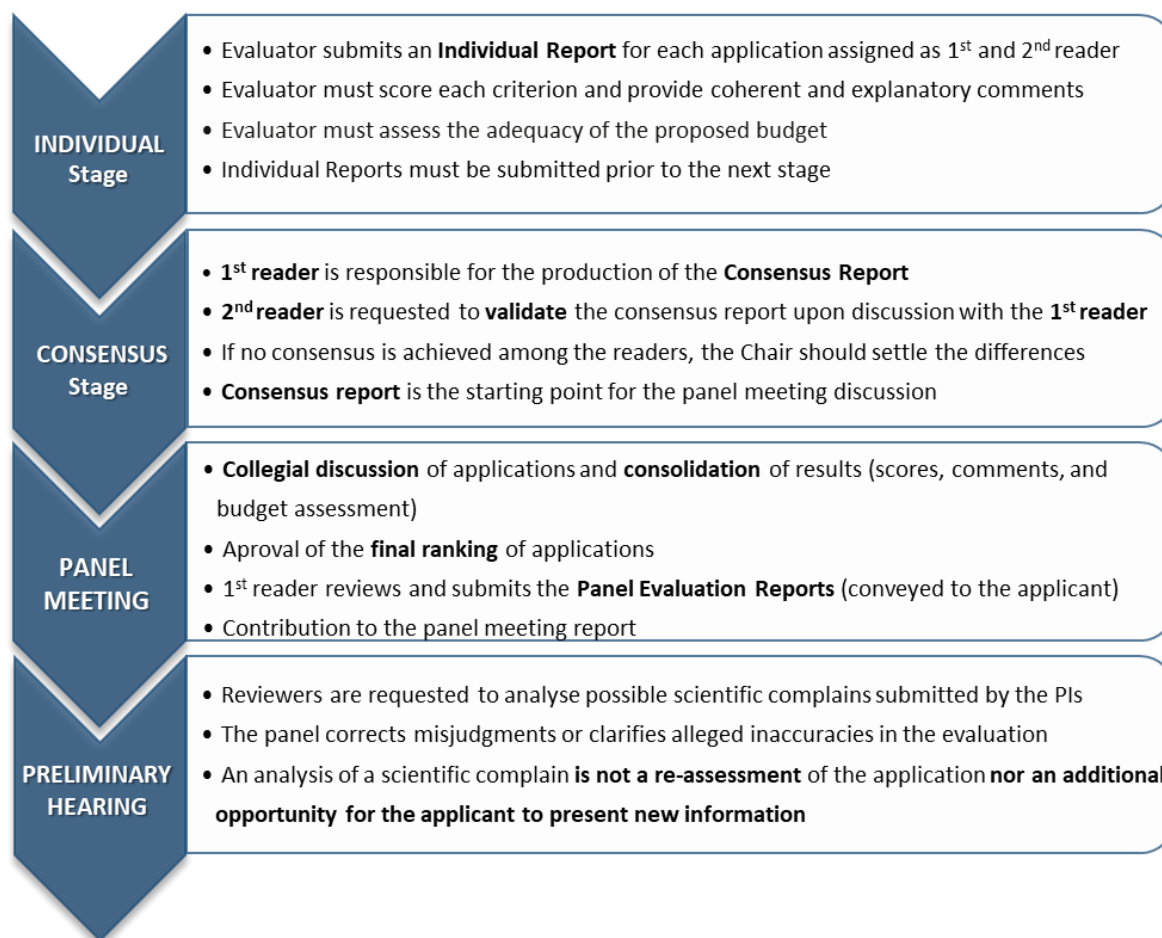 INDIVIDUAL
Stage
• Evaluator submits an Individual Report for each application assigned as 1st and 2nd reader
• Evaluator must score each criterion and provide coherent and explanatory comments
• Evaluator must assess the adequacy of the proposed budget
• Individual Reports must be submitted prior to the next stage
CONSENSUS
Stage
• 1st reader is responsible for the production of the Consensus Report
• 2nd reader is requested to validate the consensus report upon discussion with the 1st reader
• If no consensus is achieved among the readers, the Chair should settle the differences
• Consensus report is the starting point for the panel meeting discussion
PANEL
MEETING
• Collegial discussion of applications and consolidation of results (scores, comments, and
budget assessment)
• Aproval of the final ranking of applications
• 1st reader reviews and submits the Panel Evaluation Reports (conveyed to the applicant)
• Contribution to the panel meeting report
PRELIMINARY
HEARING
• Reviewers are requested to analyse possible scientific complains submitted by the PIs
• The panel corrects misjudgments or clarifies alleged inaccuracies in the evaluation
• An analysis of a scientific complain is not a re-assessment of the application nor an additional
opportunity for the applicant to present new information